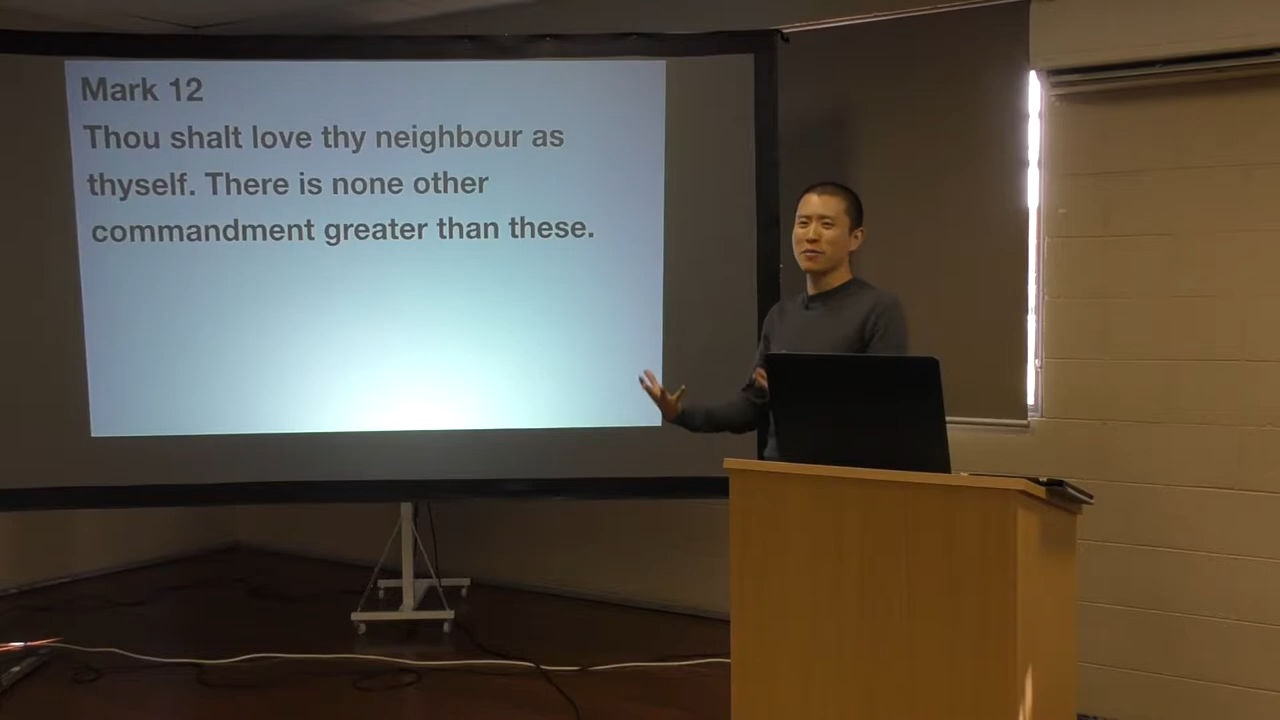 Mark 12
Thou shalt love thy neighbour as
thyself. There is none other
commandment greater than these.